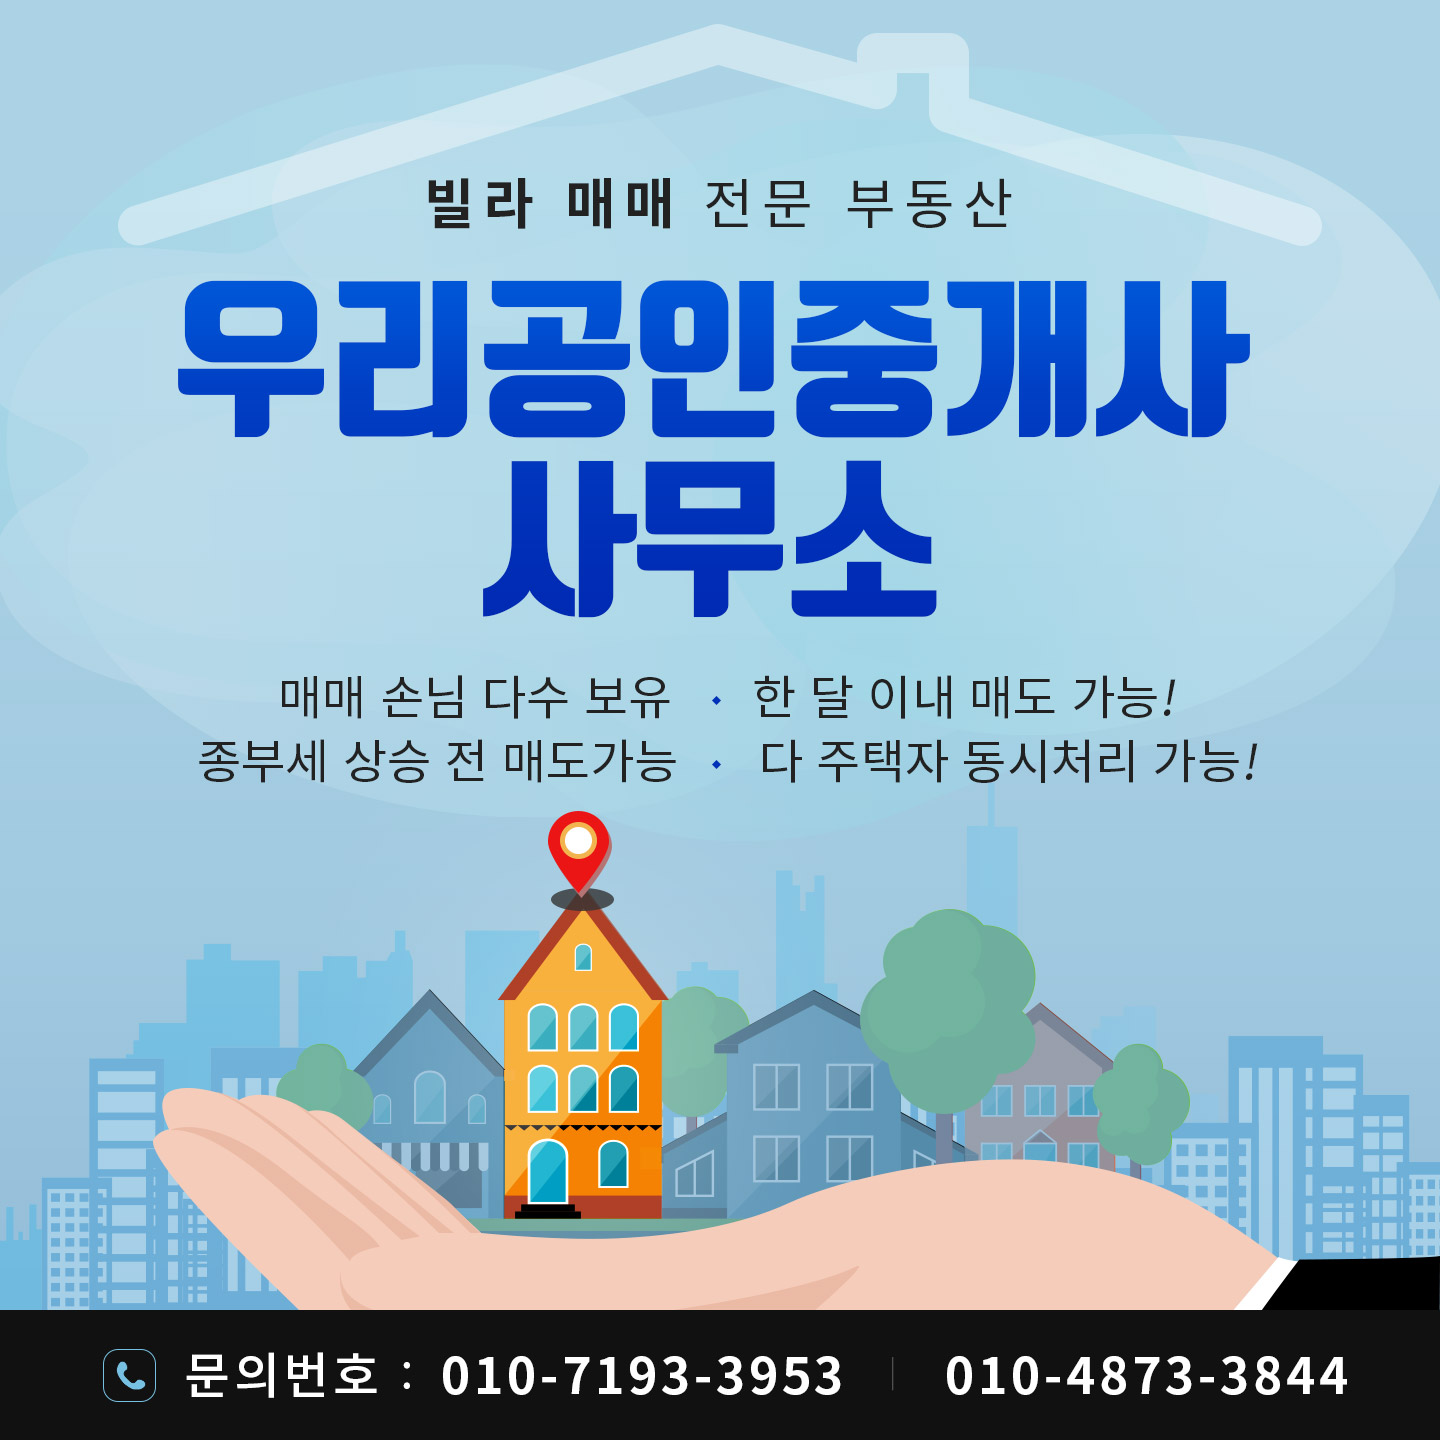 빌라 매매 전문 부동산
우리공인중개사
사무소
매매 손님 다수 보유 · 한 달 이내 매도 가능!
종부세 상승 전 매도가능 · 다 주택자 동시처리 가능!
문의번호 : 010-7193-3953 | 010-4873-3844